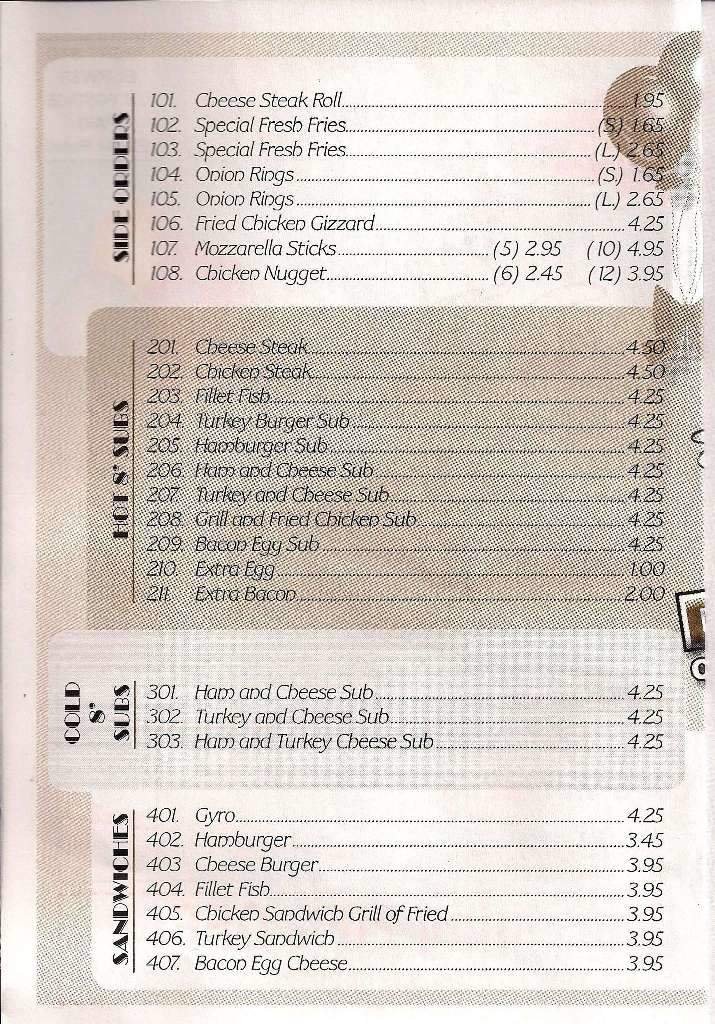 SIDE ORDERS
101. Cheese Steak Roll 1.95
102. Special Fresh Fries (S) 1.65
103. Special Fresh Fries (L) 2.65
104. Onion Rings (S.) 1.65
105. Onion Rings (L) 2.65
106. Fried Chicken Gizzard 4.25
107. Mozzarella Sticks (5) 2.95 (10) 4.95
108. Chicken Nugget (6) 2.45 (12) 3.95
HOT 8' SUBS
201. Cheese Steak 4.50
202. Chicken Steak 4.50
203. Fillet Fish 4.25
204. Turkey Burger Sub 4.25
205. Hamburger Sub 4.25
206. Ham and Cheese Sub 4.25
207. Turkey and Cheese Sub 4.25
208. Grill and Fried Chicken Sub 4.25
209. Bacon Egg Sub 4.25
210. Extra Egg 1.00
211. Extra Bacon 2.00
COLD 8' SUBS
301. Ham and Cheese Sub 4.25
302. Turkey and Cheese Sub 4.25
303. Ham and Turkey Cheese Sub 4.25
SANDWICHES
401. Gyro 4.25
402. Hamburger 3.45
403 Cheese Burger 3.95
404. Fillet Fish 3.95
405. Chicken Sandwich Grill of Fried 3.95
406. Turkey Sandwich 3.95
407. Bacon Egg Cheese 3.95